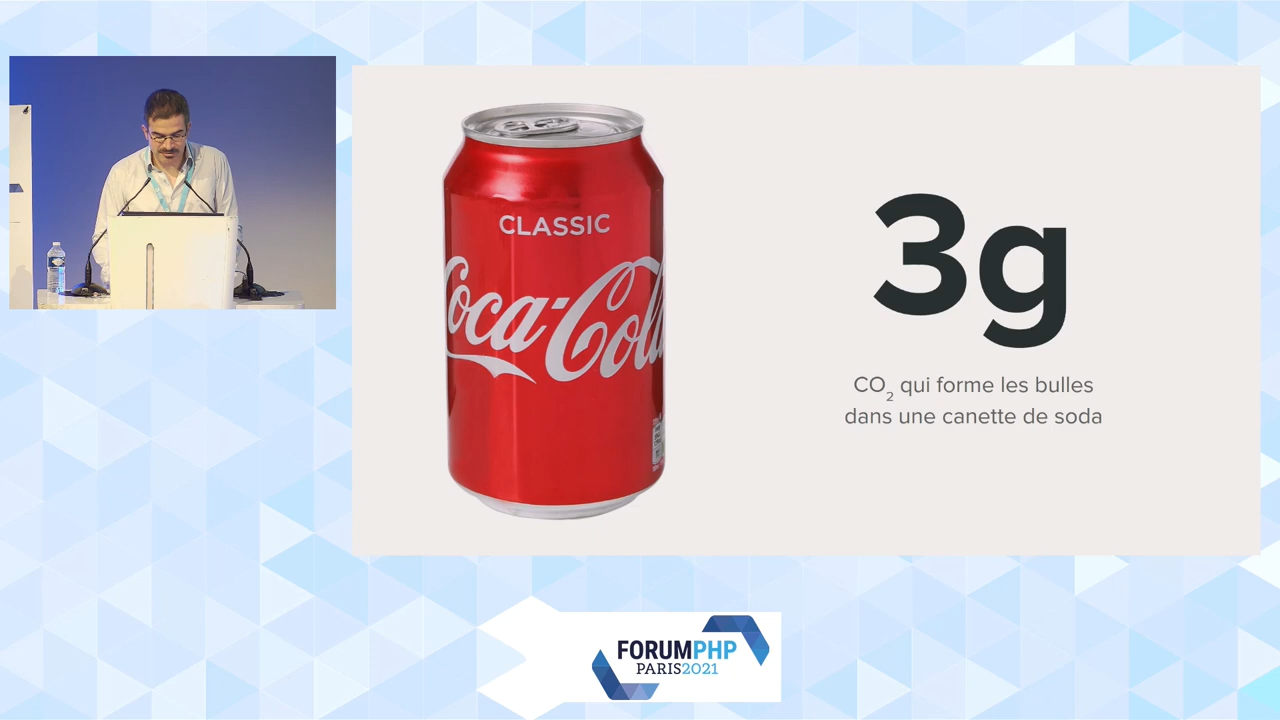 CLASSIC
Coca-Cola
3g
CO₂ qui forme les bulles
dans une canette de soda
FORUMPHP
PARIS2021